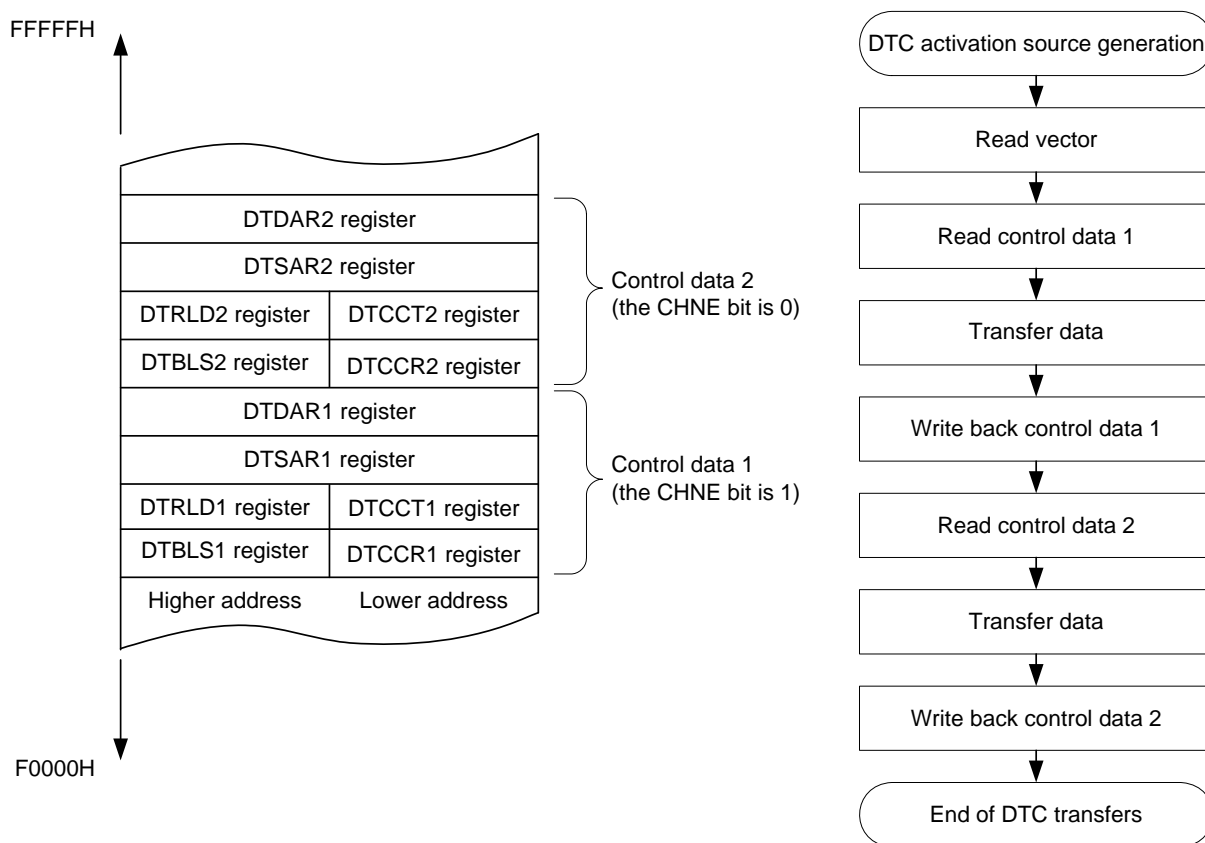 FFFFFH
DTDAR2 register
DTSAR2 register
DTRLD2 register DTCCT2 register
DTBLS2 register DTCCR2 register
Control data 2
(the CHNE bit is 0)
DTDAR1 register
DTSAR1 register
DTRLD1 register DTCCT1 register
DTBLS1 register DTCCR1 register
Control data 1
(the CHNE bit is 1)
Higher address Lower address
F0000H
DTC activation source generation
Read vector
Read control data 1
Transfer data
Write back control data 1
Read control data 2
Transfer data
Write back control data 2
End of DTC transfers